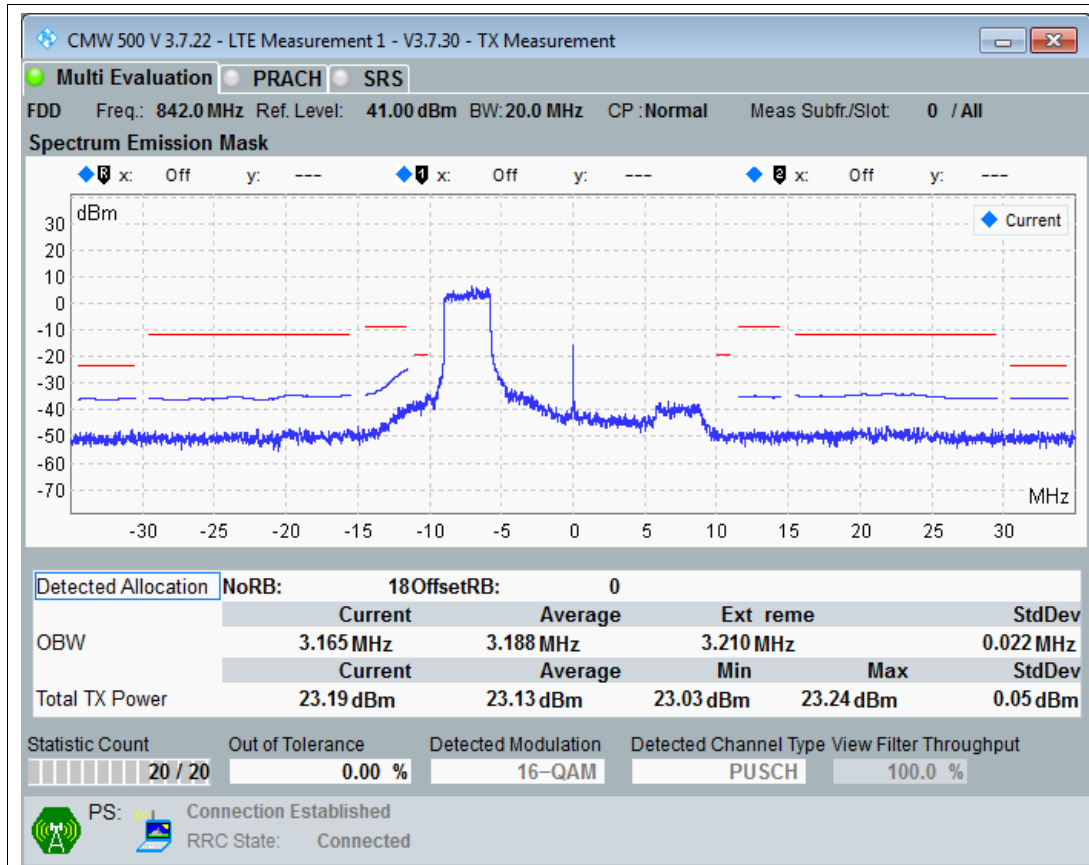 CMW 500 V 3.7.22 - LTE Measurement 1 - V3.7.30 - TX Measurement
Multi Evaluation PRACH SRS
FDD Freq.: 842.0 MHz Ref. Level: 41.00 dBm BW: 20.0 MHz CP : Normal Meas Subfr./Slot: 0 / All
Spectrum Emission Mask
R x: Off y: --- 1 x: Off y: --- 2 x: Off y: ---
dBm
Current
30
20
10
0
-10
-20
-30
-40
-50
-60
-70
MHz
-30 -25 -20 -15 -10 -5 0 5 10 15 20 25 30
Detected Allocation NoRB: 18 OffsetRB: 0
Current Average Ext reme StdDev
OBW 3.165 MHz 3.188 MHz 3.210 MHz 0.022 MHz
Current Average Min Max StdDev
Total TX Power 23.19 dBm 23.13 dBm 23.03 dBm 23.24 dBm 0.05 dBm
Statistic Count Out of Tolerance Detected Modulation Detected Channel Type View Filter Throughput
20 / 20 0.00 % 16-QAM PUSCH 100.0 %
PS: Connection Established
RRC State: Connected